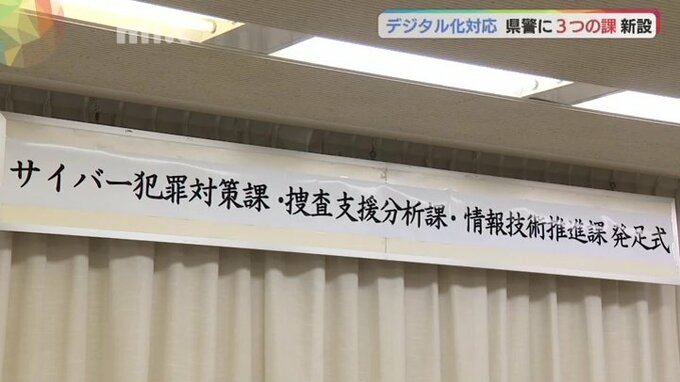 デジタル化対応 県警に３つの課 新設
サイバー犯罪対策課・捜査支援分析課・情報技術推進課 発足式